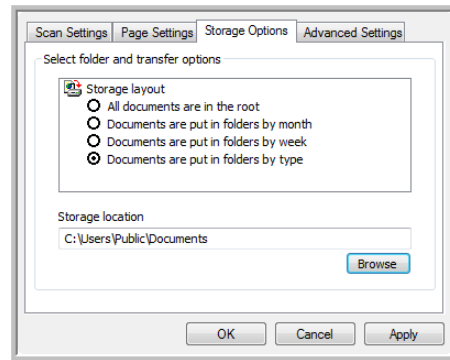 Scan Settings Page Settings Storage Options Advanced Settings
Select folder and transfer options
Storage layout
All documents are in the root
Documents are put in folders by month
Documents are put in folders by week
Documents are put in folders by type
Storage location
C:\Users\Public\Documents
Browse
OK Cancel Apply